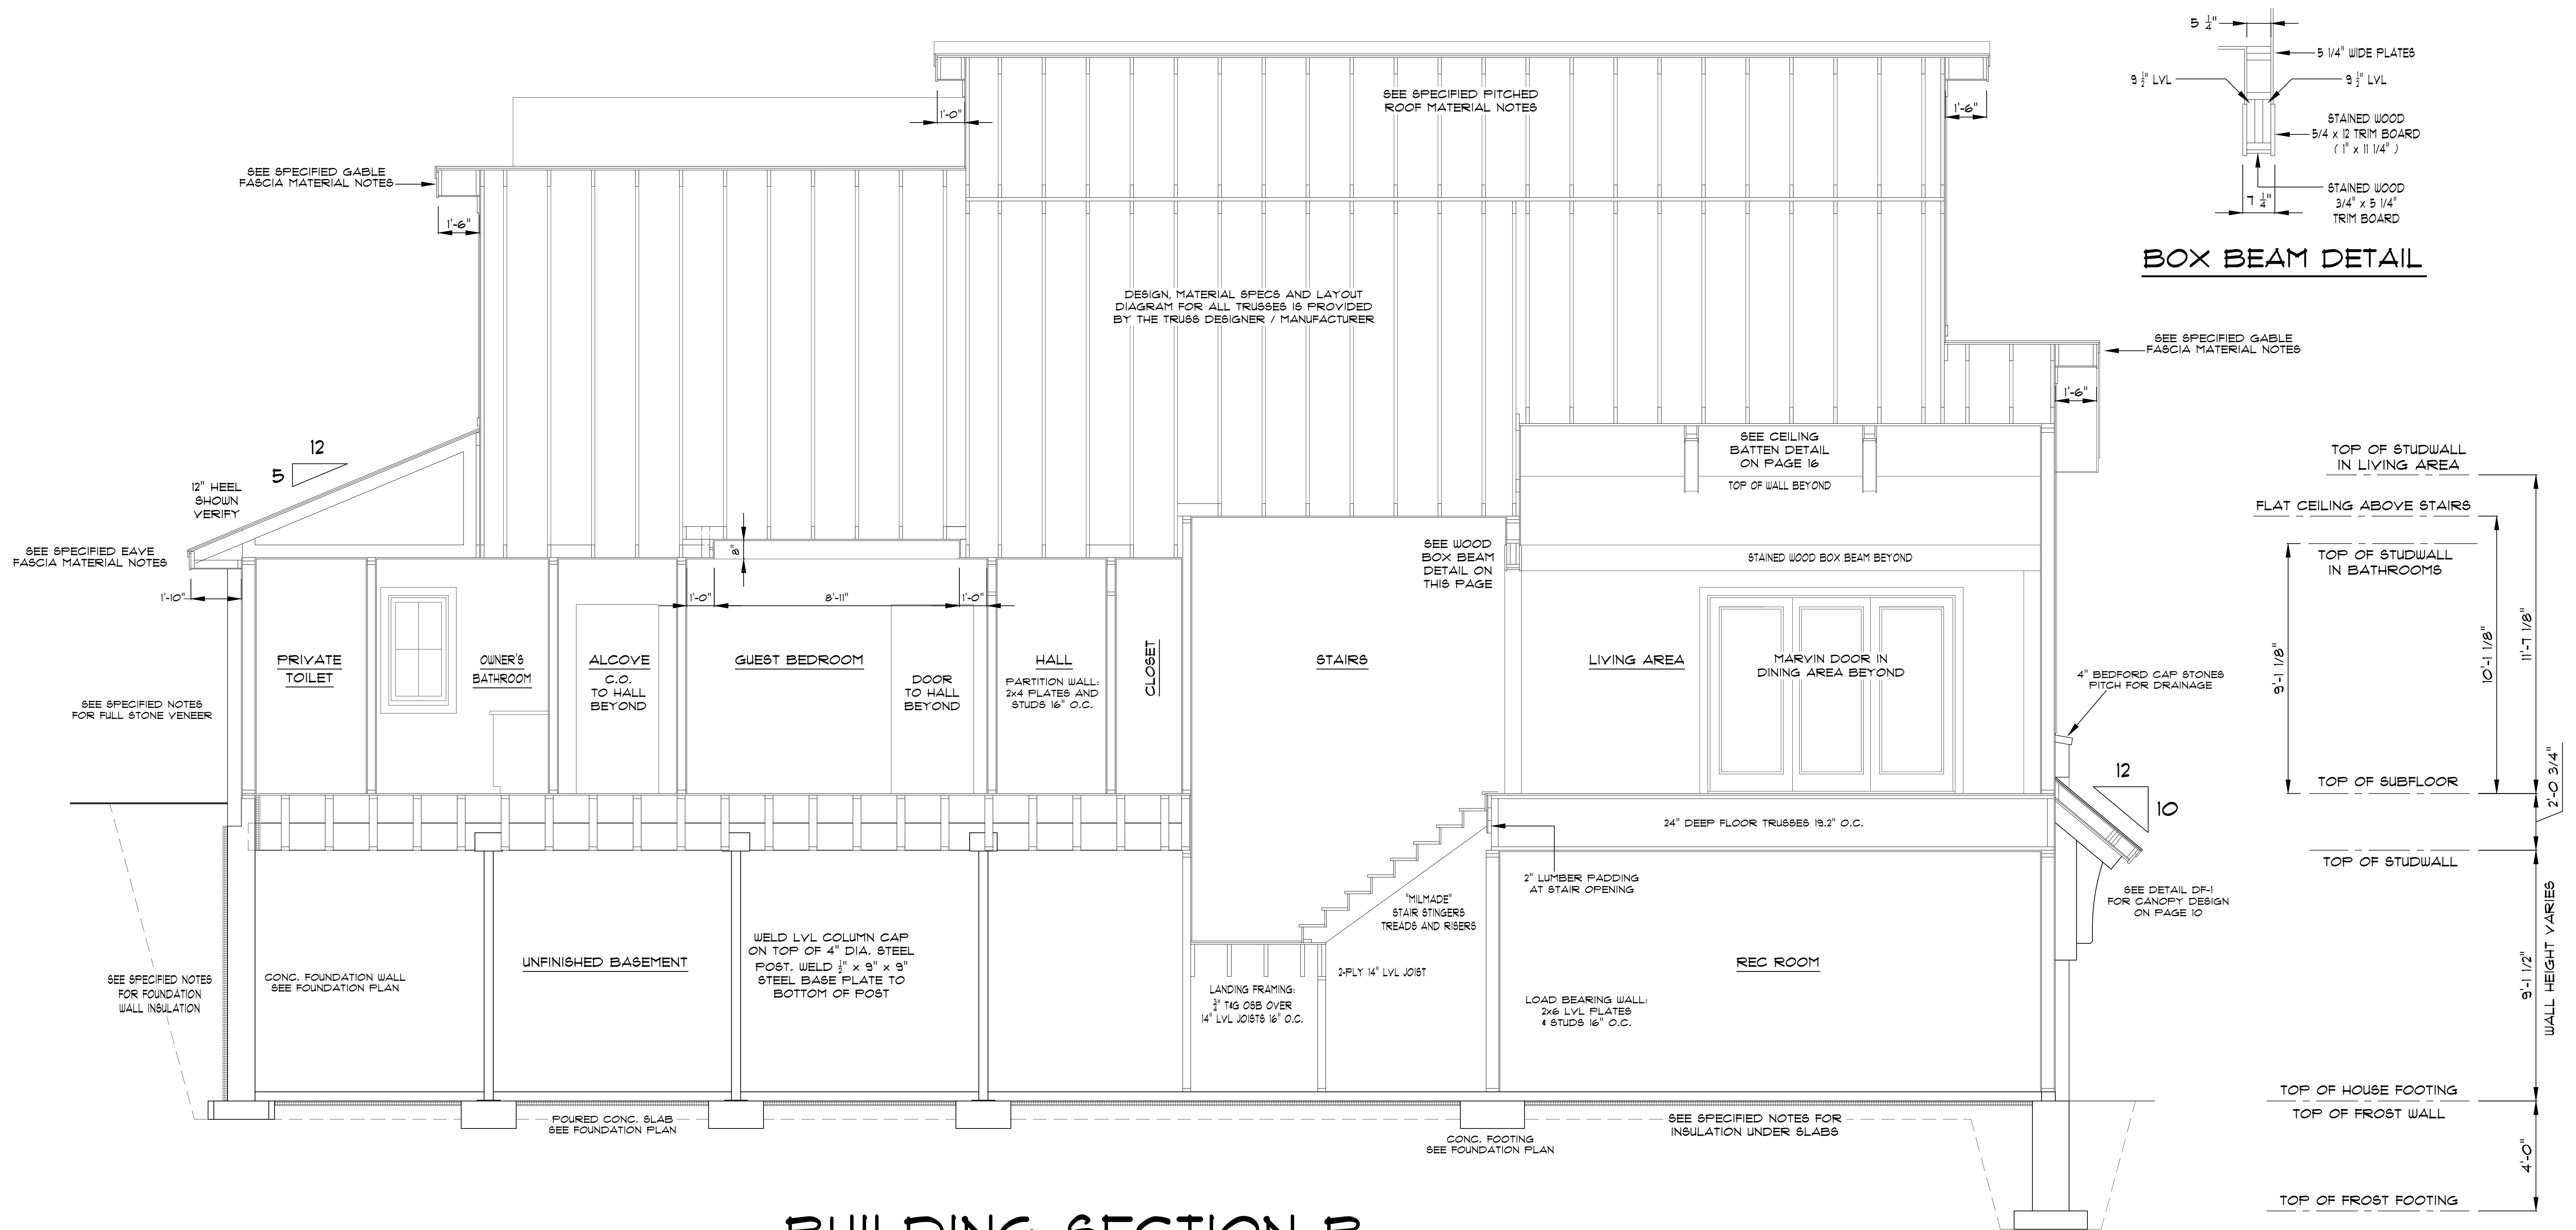 5 1/4"
5 1/4" WIDE PLATES
9 1/2" LVL
9 1/2" LVL
STAINED WOOD
5/4 x 12 TRIM BOARD
( 1" x 11 1/4" )
7 1/4"
STAINED WOOD
3/4" x 5 1/4"
TRIM BOARD
BOX BEAM DETAIL
SEE SPECIFIED PITCHED
ROOF MATERIAL NOTES
1'-0"
1'-6"
SEE SPECIFIED GABLE
FASCIA MATERIAL NOTES
1'-6"
DESIGN, MATERIAL SPECS AND LAYOUT
DIAGRAM FOR ALL TRUSSES IS PROVIDED
BY THE TRUSS DESIGNER / MANUFACTURER
SEE SPECIFIED GABLE
FASCIA MATERIAL NOTES
1'-6"
12
5
12" HEEL
SHOWN
VERIFY
SEE SPECIFIED EAVE
FASCIA MATERIAL NOTES
1'-10"
SEE CEILING
BATTEN DETAIL
ON PAGE 16
TOP OF WALL BEYOND
SEE WOOD
BOX BEAM
DETAIL ON
THIS PAGE
STAINED WOOD BOX BEAM BEYOND
8"
1'-0"
8'-11"
1'-0"
PRIVATE
TOILET
OWNER'S
BATHROOM
ALCOVE
C.O.
TO HALL
BEYOND
GUEST BEDROOM
DOOR
TO HALL
BEYOND
HALL
PARTITION WALL:
2x4 PLATES AND
STUDS 16" O.C.
CLOSET
STAIRS
LIVING AREA
MARVIN DOOR IN
DINING AREA BEYOND
SEE SPECIFIED NOTES
FOR FULL STONE VENEER
4" BEDFORD CAP STONES
PITCH FOR DRAINAGE
12
10
TOP OF STUDWALL
IN LIVING AREA
FLAT CEILING ABOVE STAIRS
TOP OF STUDWALL
IN BATHROOMS
9'-1 1/8"
10'-1 1/8"
11'-7 1/8"
TOP OF SUBFLOOR
2'-0 3/4"
TOP OF STUDWALL
24" DEEP FLOOR TRUSSES 19.2" O.C.
2" LUMBER PADDING
AT STAIR OPENING
"MILMADE"
STAIR STINGERS
TREADS AND RISERS
SEE DETAIL DF-1
FOR CANOPY DESIGN
ON PAGE 10
9'-1 1/2"
WALL HEIGHT VARIES
SEE SPECIFIED NOTES
FOR FOUNDATION
WALL INSULATION
CONC. FOUNDATION WALL
SEE FOUNDATION PLAN
UNFINISHED BASEMENT
WELD LVL COLUMN CAP
ON TOP OF 4" DIA. STEEL
POST. WELD 1/2" x 9" x 9"
STEEL BASE PLATE TO
BOTTOM OF POST
LANDING FRAMING:
3/4" T&G OSB OVER
14" LVL JOISTS 16" O.C.
2-PLY 14" LVL JOIST
REC ROOM
LOAD BEARING WALL:
2x6 LVL PLATES
& STUDS 16" O.C.
POURED CONC. SLAB
SEE FOUNDATION PLAN
CONC. FOOTING
SEE FOUNDATION PLAN
SEE SPECIFIED NOTES FOR
INSULATION UNDER SLABS
TOP OF HOUSE FOOTING
TOP OF FROST WALL
4'-0"
TOP OF FROST FOOTING
BUILDING SECTION B